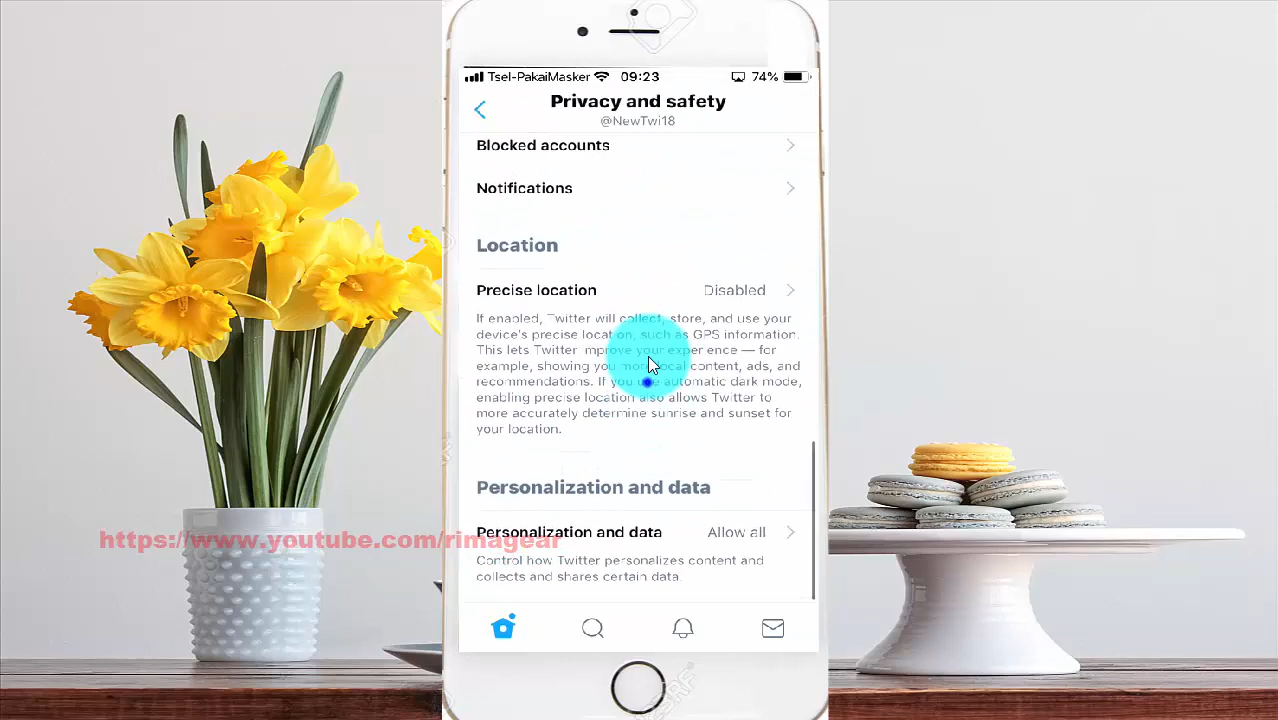 Tsel-PakaiMasker 09:23 74%
Privacy and safety
@NewTwi18
Blocked accounts
Notifications
Location
Precise location Disabled
If enabled, Twitter will collect, store, and use your
device's precise location, such as GPS information.
This lets Twitter improve your experience — for
example, showing you more local content, ads, and
recommendations. If you use automatic dark mode,
enabling precise location also allows Twitter to
more accurately determine sunrise and sunset for
your location.
Personalization and data
Personalization and data Allow all
https://www.youtube.com/rimagear
Control how Twitter personalizes content and
collects and shares certain data.